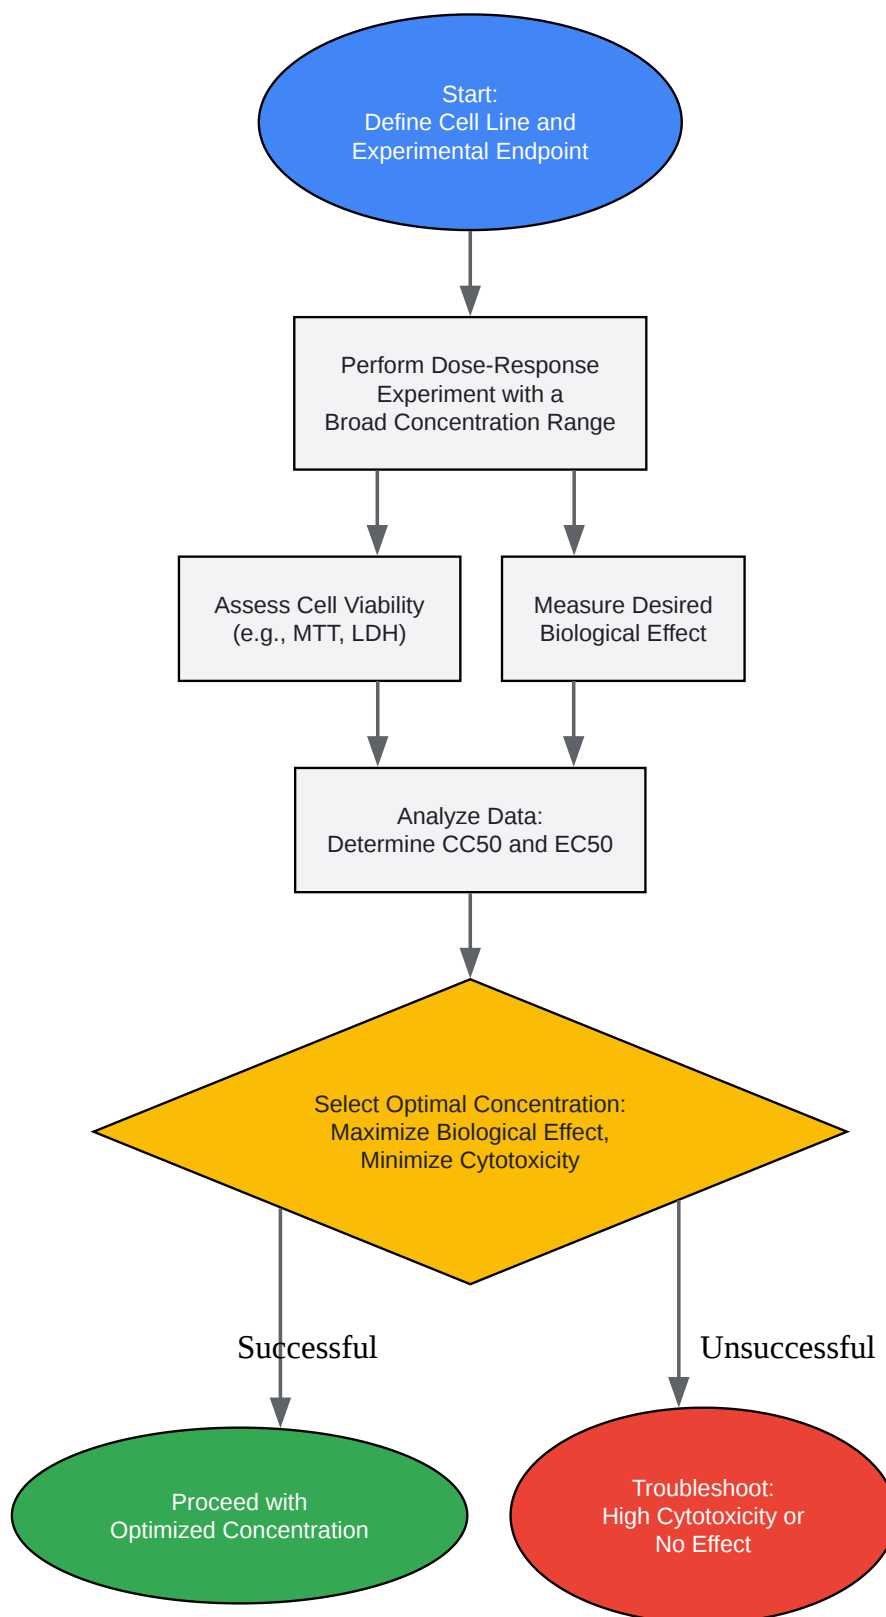 Start:
Define Cell Line and
Experimental Endpoint
Perform Dose-Response
Experiment with a
Broad Concentration Range
Assess Cell Viability
(e.g., MTT, LDH)
Measure Desired
Biological Effect
Analyze Data:
Determine CC50 and EC50
Select Optimal Concentration:
Maximize Biological Effect,
Minimize Cytotoxicity
Successful
Unsuccessful
Proceed with
Optimized Concentration
Troubleshoot:
High Cytotoxicity or
No Effect